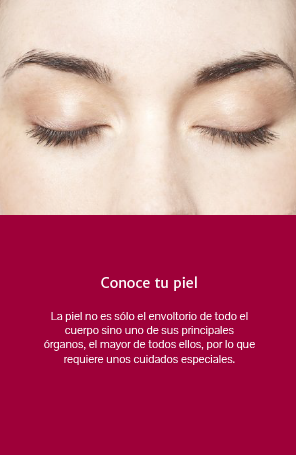 Conoce tu piel
La piel no es sólo el envoltorio de todo el
cuerpo sino uno de sus principales
órganos, el mayor de todos ellos, por lo que
requiere unos cuidados especiales.